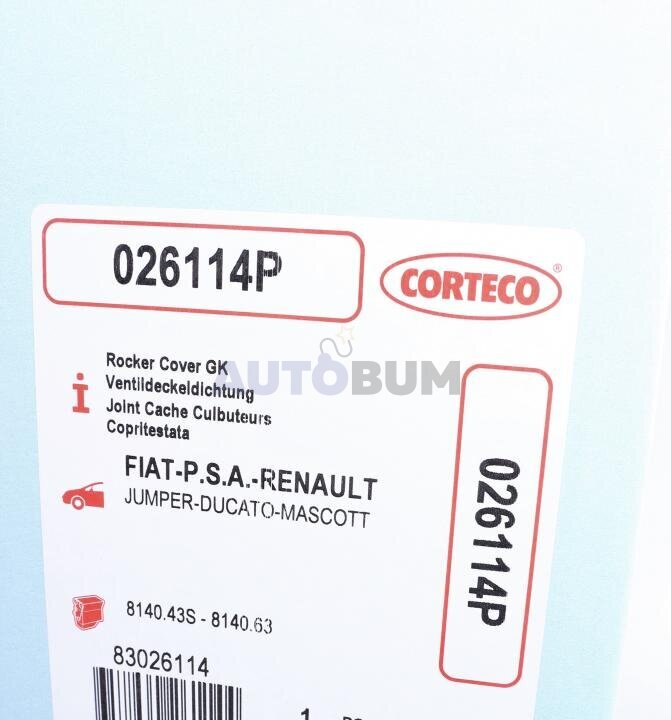 026114P
CORTECO®
Rocker Cover GK
Ventildeckeldichtung
Joint Cache Culbuteurs
Copritestata
AUTOBUM
FIAT-P.S.A.-RENAULT
JUMPER-DUCATO-MASCOTT
026114P
8140.43S - 8140.63
83026114
1